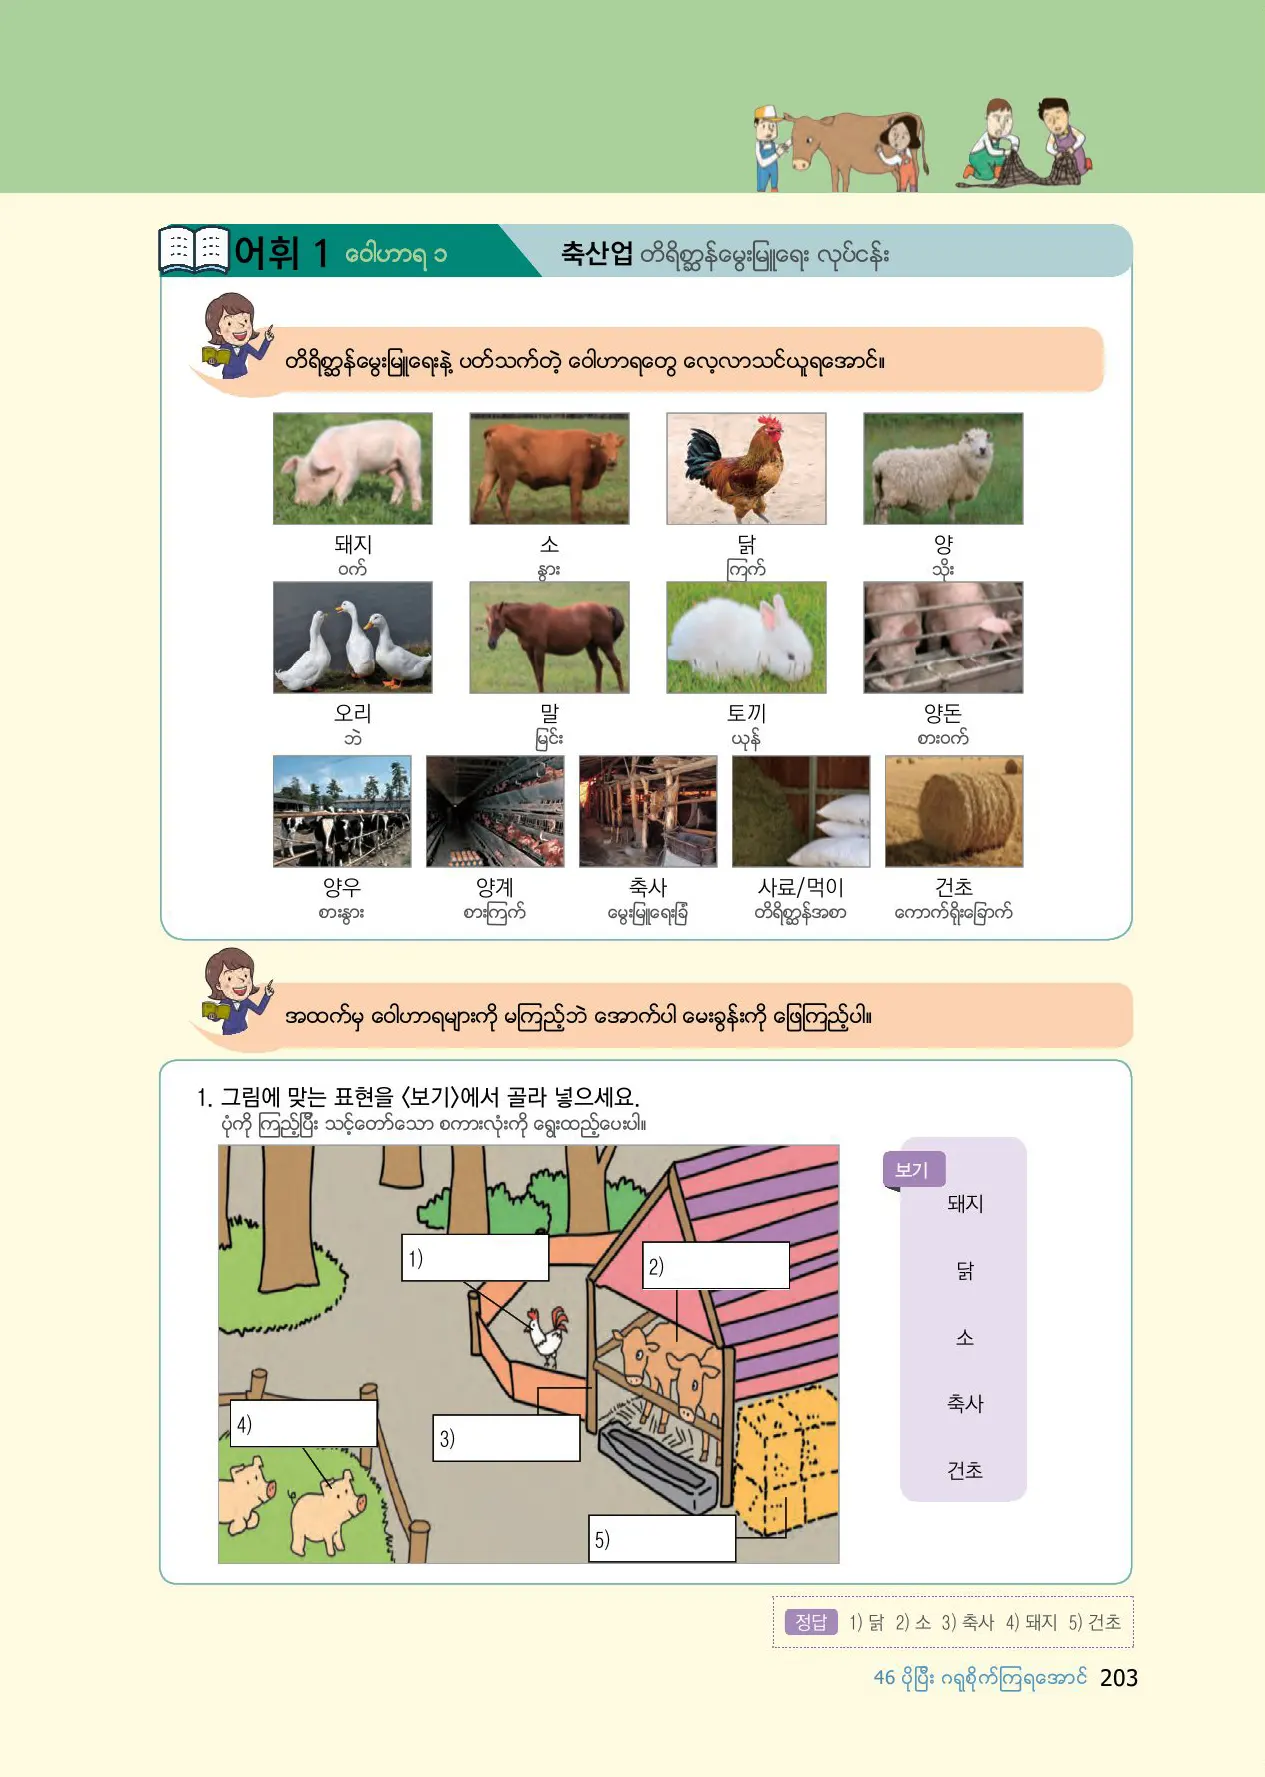 어휘 1 ဝေါဟာရ ၁
축산업 တိရိစ္ဆာန်မွေးမြူရေး လုပ်ငန်း
တိရိစ္ဆာန်မွေးမြူရေးနဲ့ ပတ်သက်တဲ့ ဝေါဟာရတွေ လေ့လာသင်ယူရအောင်။
돼지 소 닭 양
ဝက် နွား ကြက် သိုး
오리 말 토끼 양돈
ဘဲ မြင်း ယုန် စားဝက်
양우 양계 축사 사료/먹이 건초
စားနွား စားကြက် မွေးမြူရေးခြံ တိရိစ္ဆာန်အစာ ကောက်ရိုးခြောက်
အထက်မှ ဝေါဟာရများကို မကြည့်ဘဲ အောက်ပါ မေးခွန်းကို ဖြေကြည့်ပါ။
1. 그림에 맞는 표현을 〈보기〉에서 골라 넣으세요.
ပုံကို ကြည့်ပြီး သင့်တော်သော စကားလုံးကို ရွေးထည့်ပေးပါ။
1)
2)
3)
4)
5)
보기
돼지
닭
소
축사
건초
정답 1) 닭 2) 소 3) 축사 4) 돼지 5) 건초
46 ပိုပြီး ဂရုစိုက်ကြရအောင် 203